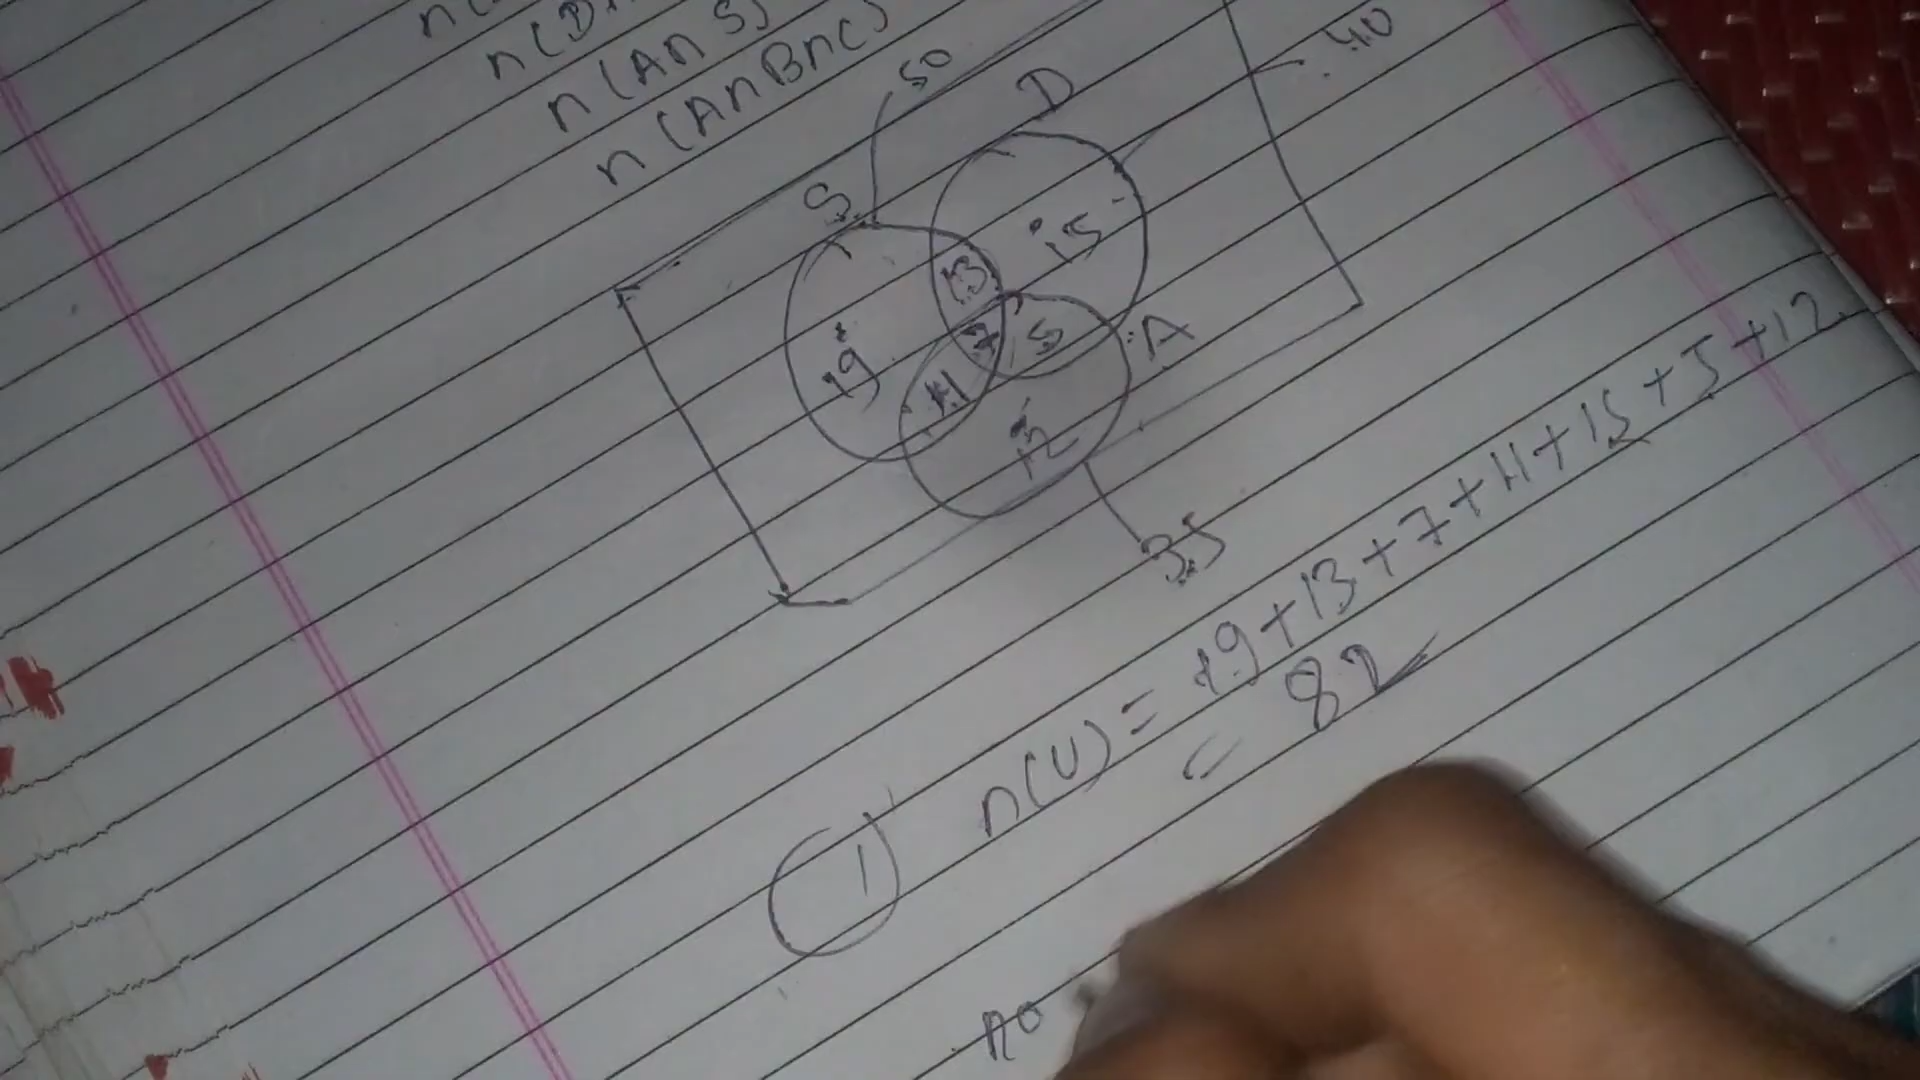 n(
n(D
n(A∩S)
n(A∩B∩C)
50
40
S
D
13
15
19
7
5
A
11
12
35
n(U) = 19+13+7+11+15+5+12
= 82
1
no